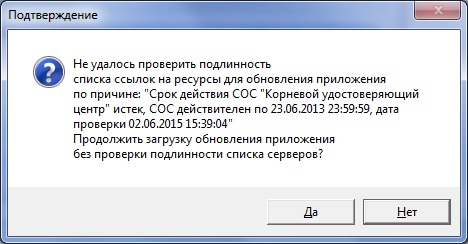 Подтверждение
Не удалось проверить подлинность
списка ссылок на ресурсы для обновления приложения
по причине: "Срок действия СОС "Корневой удостоверяющий
центр" истек, СОС действителен по 23.06.2013 23:59:59, дата
проверки 02.06.2015 15:39:04"
Продолжить загрузку обновления приложения
без проверки подлинности списка серверов?
Да
Нет